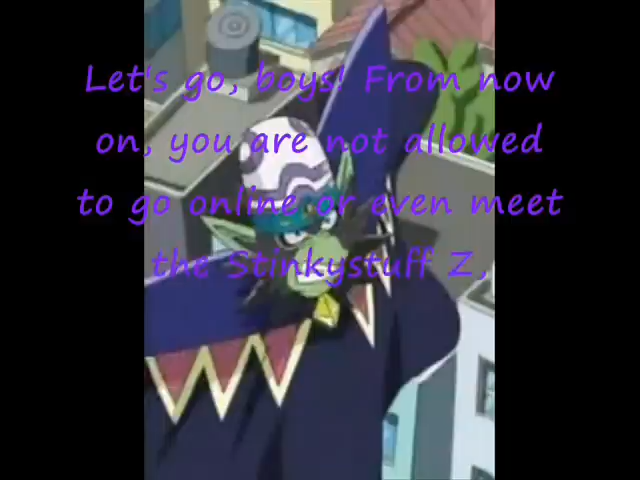 Let's go, boys! From now
on, you are not allowed
to go online or even meet
the Stinkystuff Z,